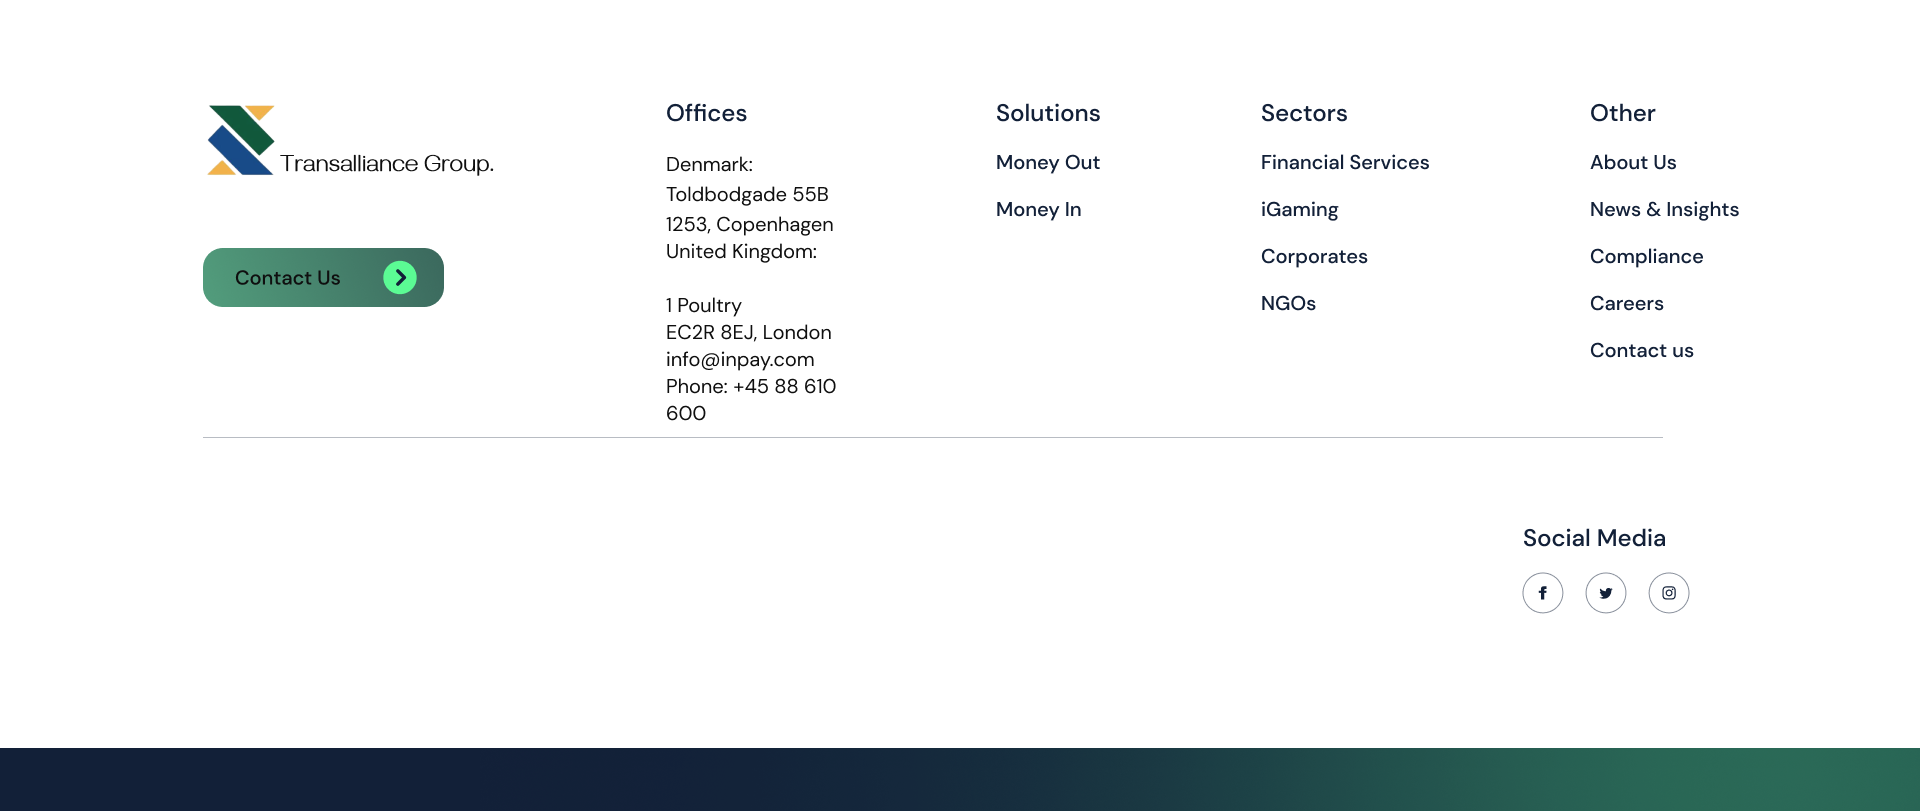 Transalliance Group.
Contact Us
Offices
Denmark:
Toldbodgade 55B
1253, Copenhagen
United Kingdom:
1 Poultry
EC2R 8EJ, London
info@inpay.com
Phone: +45 88 610
600
Solutions
Money Out
Money In
Sectors
Financial Services
iGaming
Corporates
NGOs
Other
About Us
News & Insights
Compliance
Careers
Contact us
Social Media